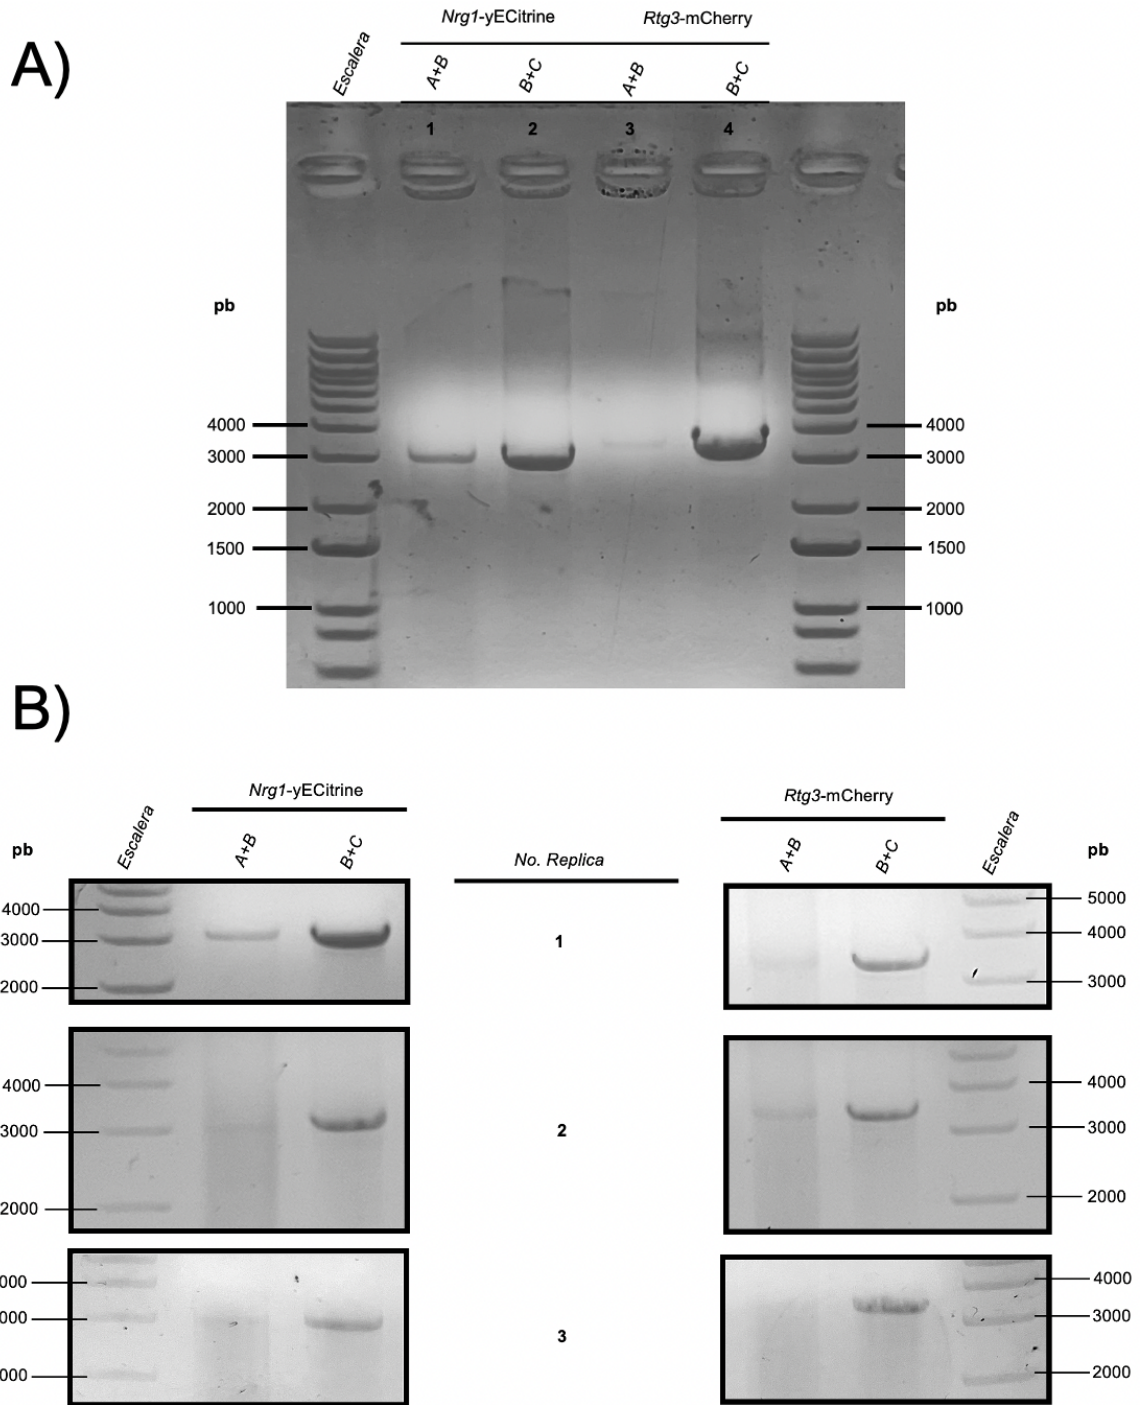 A)
Nrg1-yECitrine Rtg3-mCherry
Escalera A+B B+C A+B B+C
1 2 3 4
pb pb
4000 4000
3000 3000
2000 2000
1500 1500
1000 1000
B)
Nrg1-yECitrine Rtg3-mCherry
pb Escalera A+B B+C No. Replica A+B B+C Escalera pb
4000 5000
3000 1 4000
2000 3000
4000 4000
3000 2 3000
2000 2000
000 4000
000 3 3000
000 2000